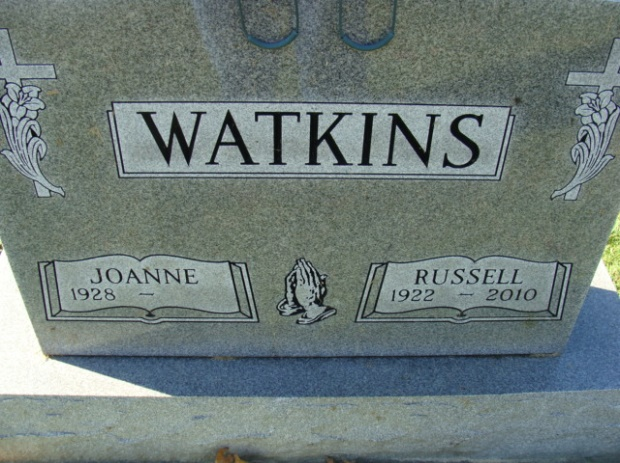 WATKINS
JOANNE
1928 –
RUSSELL
1922 – 2010